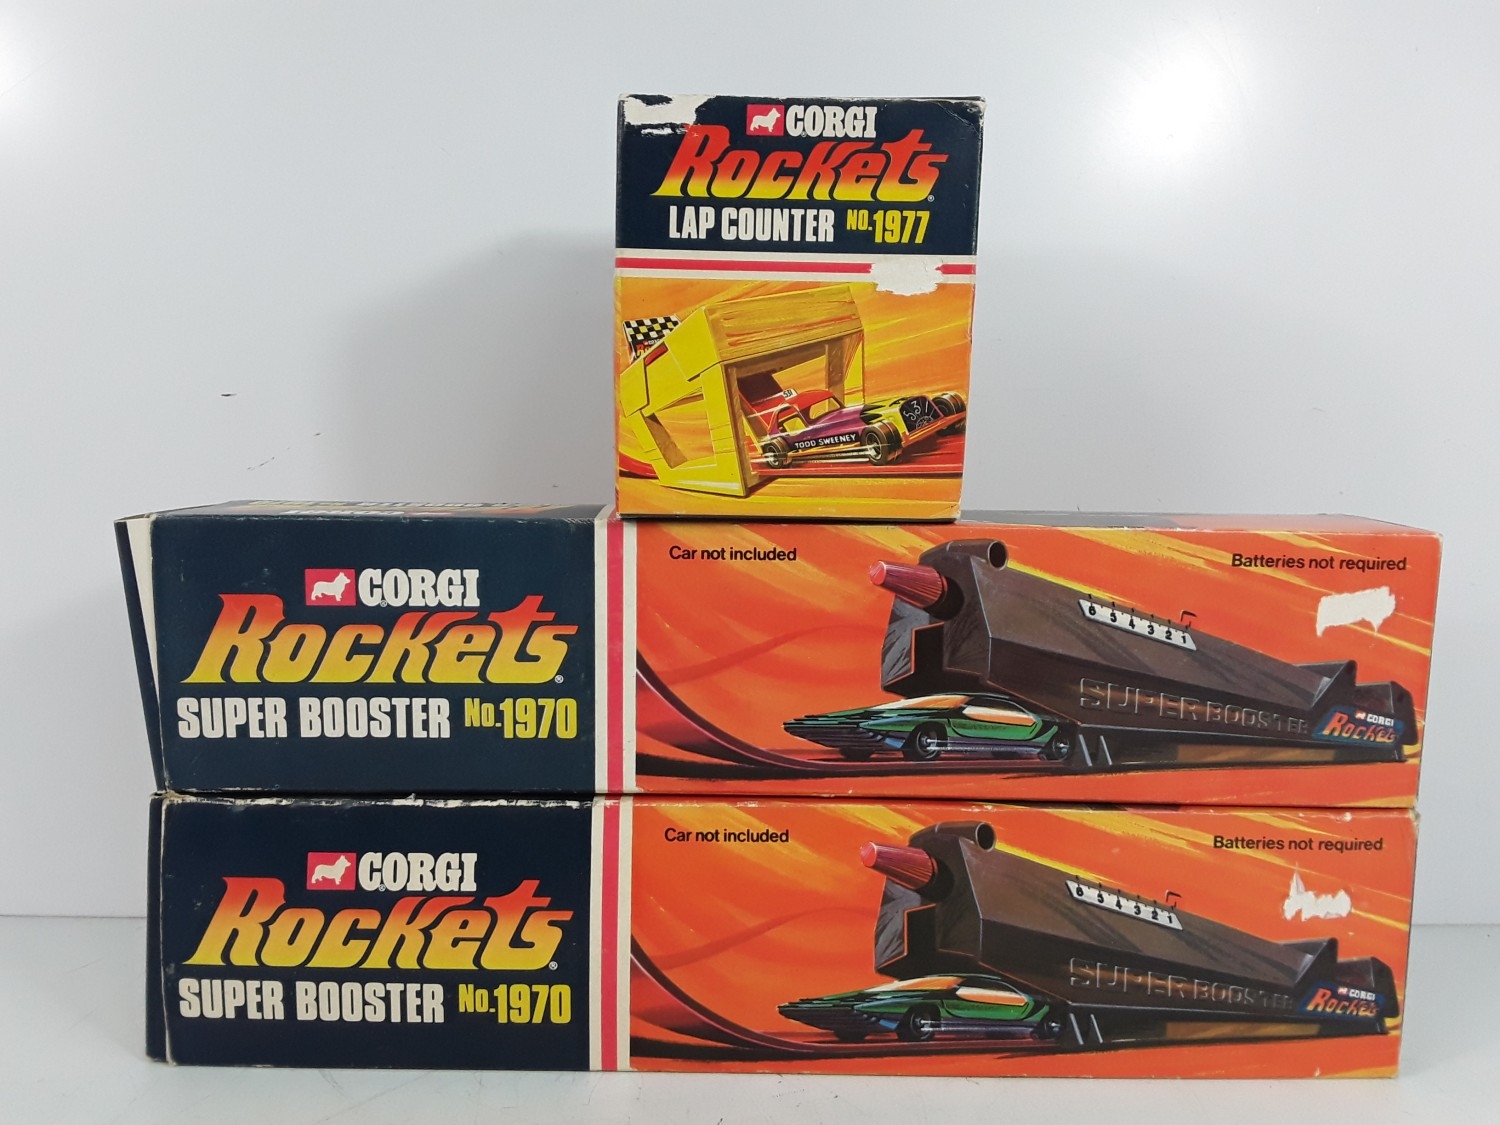 CORGI
Rockets®
LAP COUNTER No.1977
TODD SWEENEY
531
CORGI
Rockets®
SUPER BOOSTER No.1970
Car not included
Batteries not required
6 5 4 3 2 1
SUPER BOOSTER
CORGI
Rockets
CORGI
Rockets®
SUPER BOOSTER No.1970
Car not included
Batteries not required
6 5 4 3 2 1
SUPER BOOSTER
CORGI
Rockets